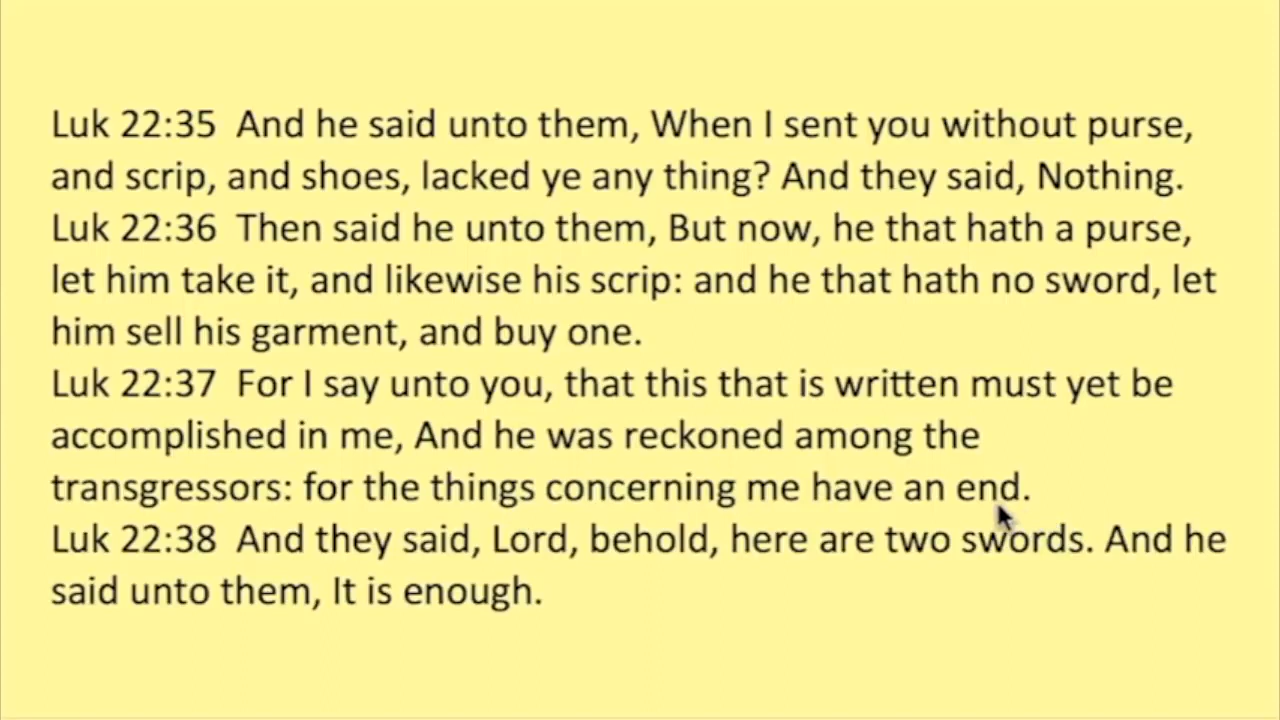 Luk 22:35  And he said unto them, When I sent you without purse,
and scrip, and shoes, lacked ye any thing? And they said, Nothing.
Luk 22:36  Then said he unto them, But now, he that hath a purse,
let him take it, and likewise his scrip: and he that hath no sword, let
him sell his garment, and buy one.
Luk 22:37  For I say unto you, that this that is written must yet be
accomplished in me, And he was reckoned among the
transgressors: for the things concerning me have an end.
Luk 22:38  And they said, Lord, behold, here are two swords. And he
said unto them, It is enough.